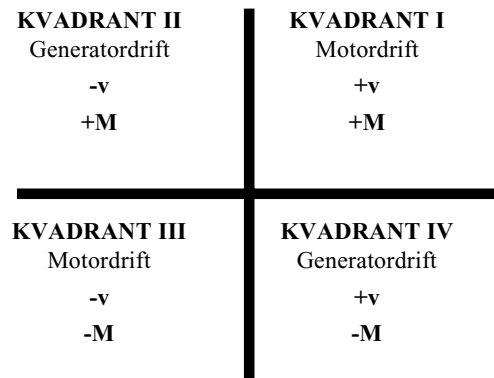 KVADRANT II
Generatordrift
-v
+M
KVADRANT I
Motordrift
+v
+M
KVADRANT III
Motordrift
-v
-M
KVADRANT IV
Generatordrift
+v
-M